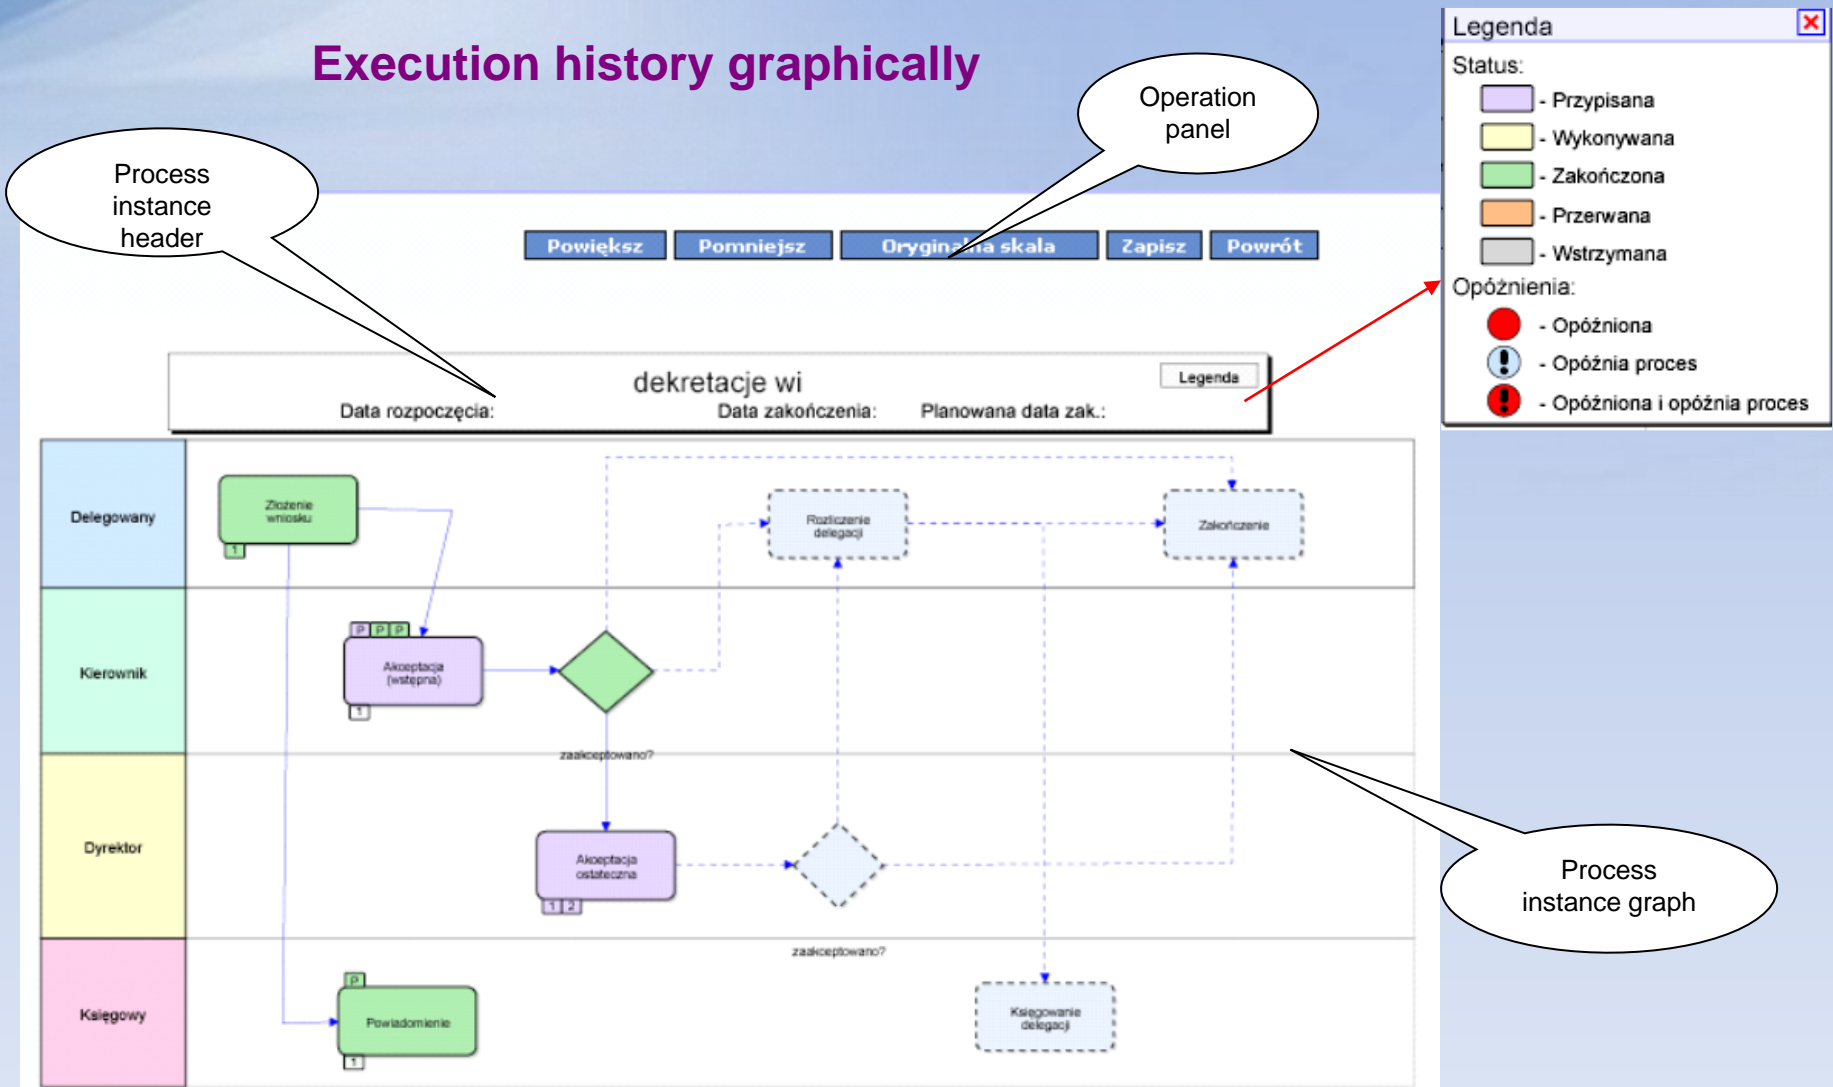 Execution history graphically
Legenda
Status:
- Przypisana
- Wykonywana
- Zakończona
- Przerwana
- Wstrzymana
Opóźnienia:
- Opóźniona
- Opóźnia proces
- Opóźniona i opóźnia proces
Operation
panel
Process
instance
header
Powiększ
Pomniejsz
Oryginalna skala
Zapisz
Powrót
dekretacje wi
Legenda
Data rozpoczęcia:
Data zakończenia:
Planowana data zak.:
Delegowany
Złożenie
wniosku
1
Rozliczenie
delegacji
Zakończenie
Kierownik
P P P
Akceptacja
(wstępna)
1
zaakceptowano?
Dyrektor
Akceptacja
ostateczna
1 2
zaakceptowano?
Process
instance graph
Księgowy
P
Powiadomienie
1
Księgowanie
delegacji